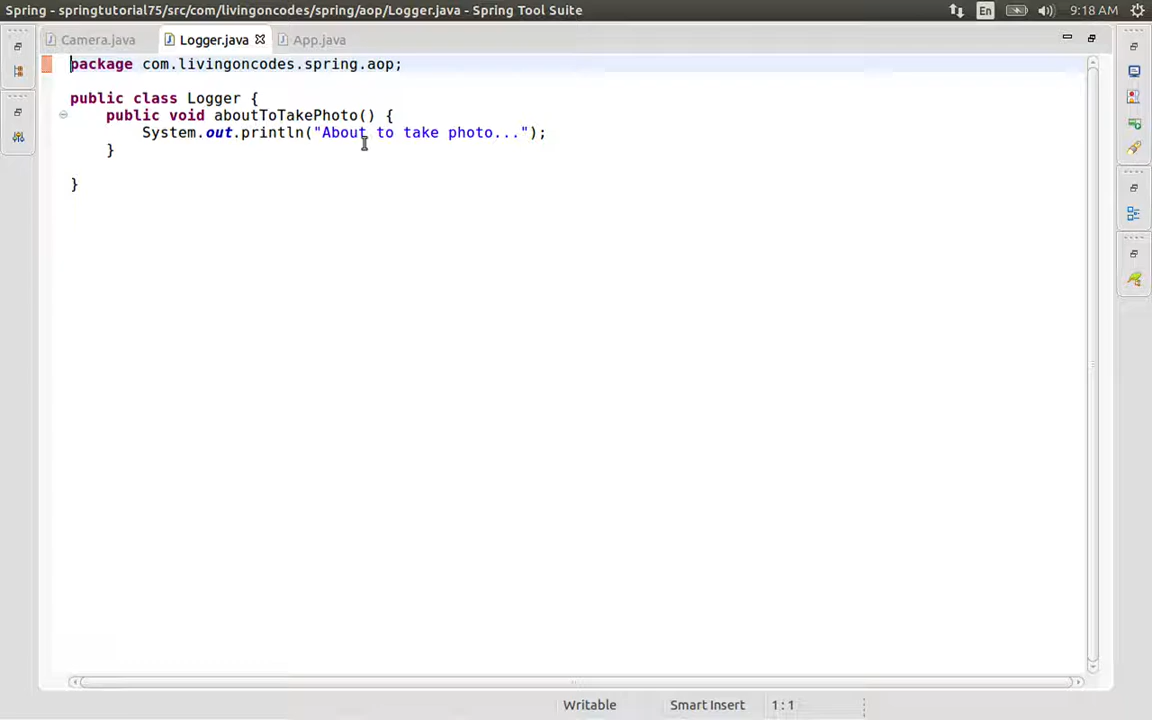 Spring - springtutorial75/src/com/livingoncodes/spring/aop/Logger.java - Spring Tool Suite
En
9:18 AM
Camera.java
Logger.java
App.java
package com.livingoncodes.spring.aop;
public class Logger {
public void aboutToTakePhoto() {
System.out.println("About to take photo...");
}
}
Writable
Smart Insert
1 : 1